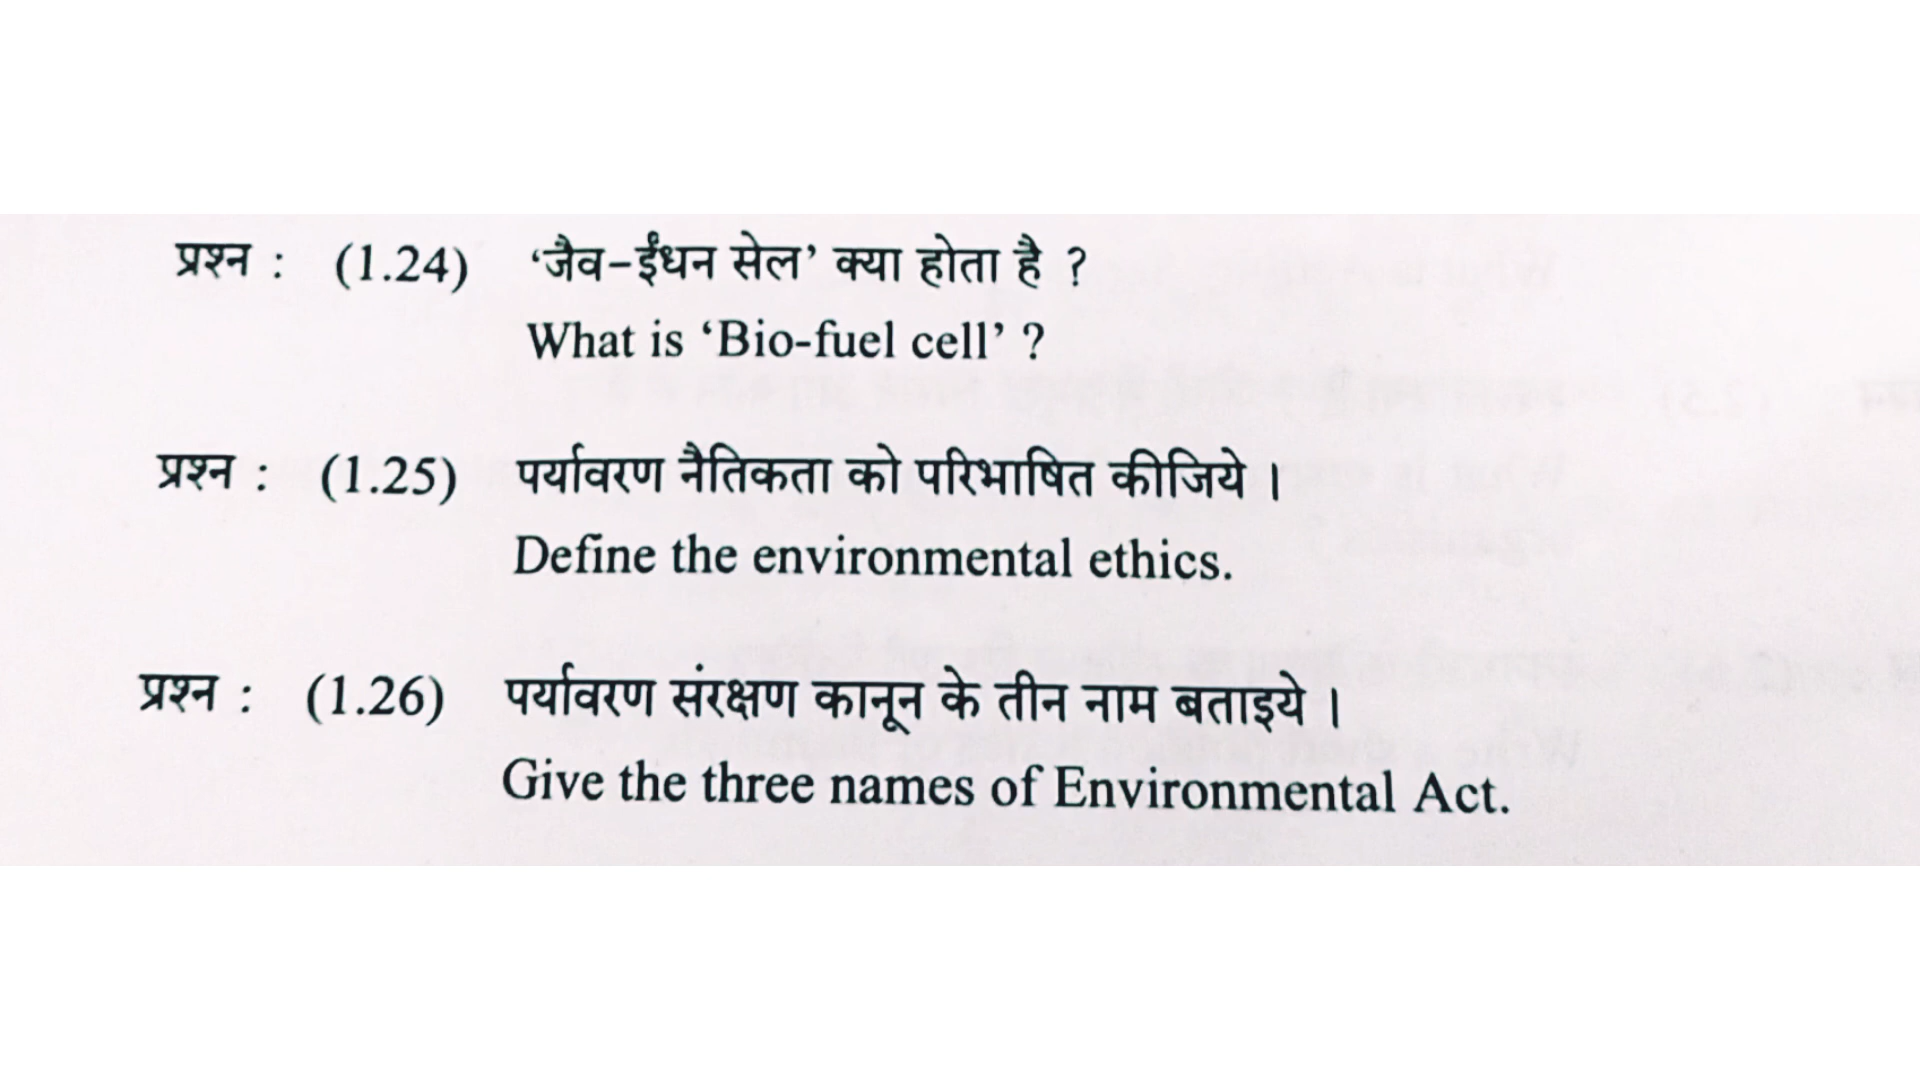 प्रश्न : (1.24) ‘जैव-ईंधन सेल’ क्या होता है ?
What is ‘Bio-fuel cell’ ?
प्रश्न : (1.25) पर्यावरण नैतिकता को परिभाषित कीजिये ।
Define the environmental ethics.
प्रश्न : (1.26) पर्यावरण संरक्षण कानून के तीन नाम बताइये ।
Give the three names of Environmental Act.